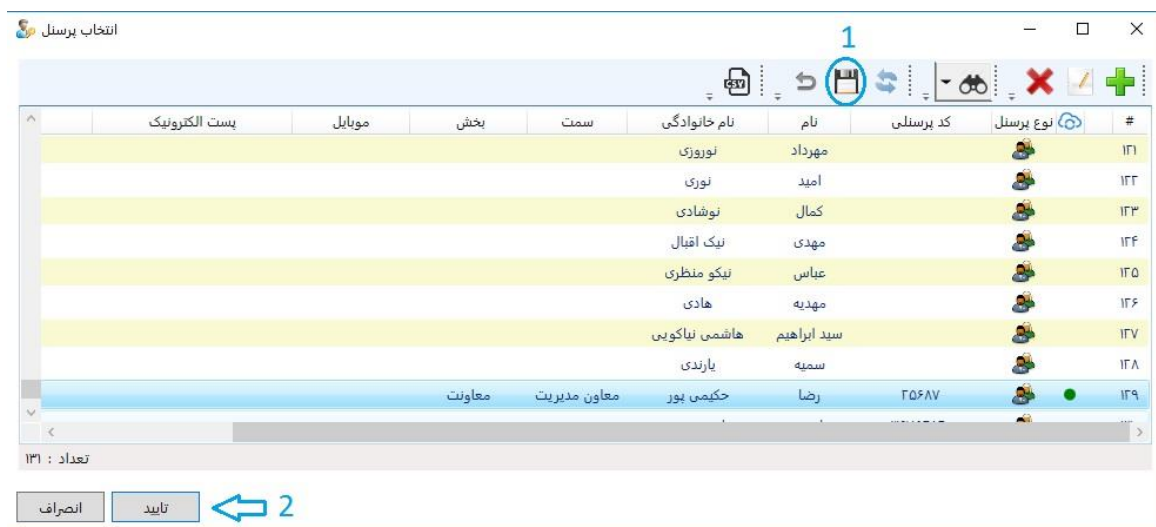 انتخاب پرسنل
1
CSV
# نوع پرسنل کد پرسنلی نام نام خانوادگی سمت بخش موبایل پست الکترونیک
۱۲۱ مهرداد نوروزی
۱۲۲ امید نوری
۱۲۳ کمال نوشادی
۱۲۴ مهدی نیک اقبال
۱۲۵ عباس نیکو منظری
۱۲۶ مهدیه هادی
۱۲۷ سید ابراهیم هاشمی نیاکویی
۱۲۸ سمیه یارندی
۱۲۹ ۲۵۶۸۷ رضا حکیمی پور معاون مدیریت معاونت
تعداد : ۱۳۱
انصراف تایید 2